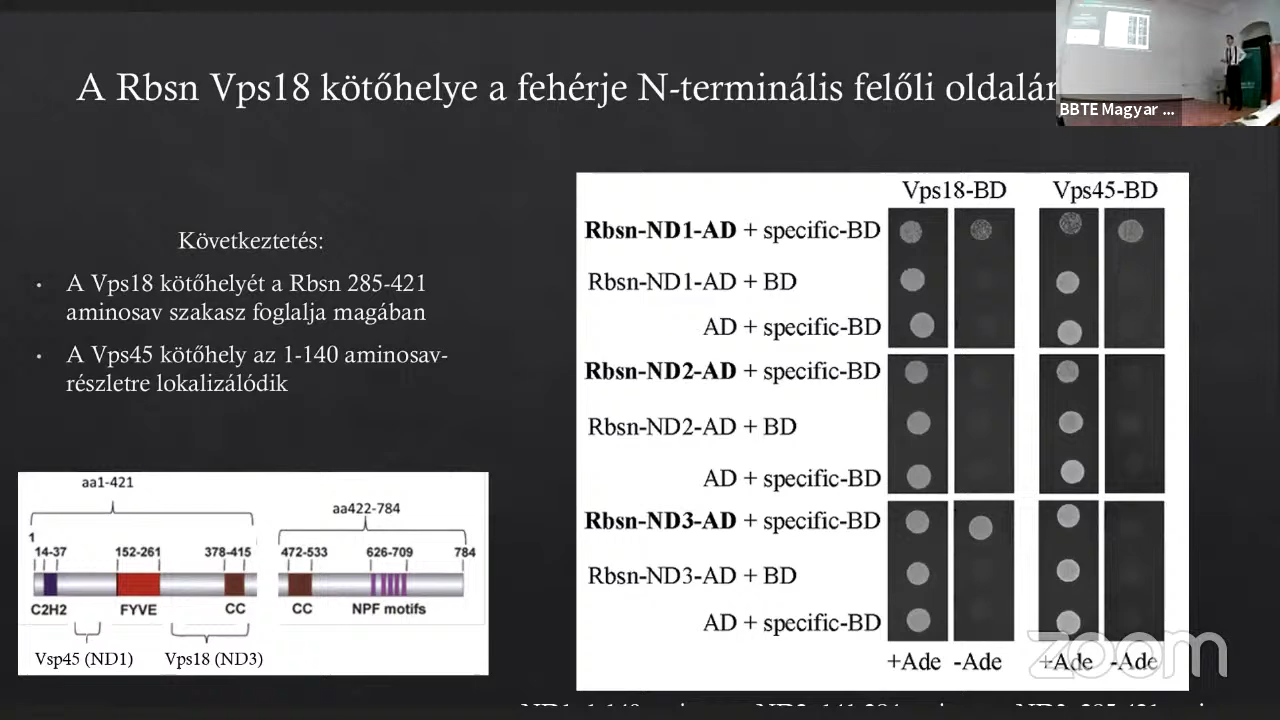 A Rbsn Vps18 kötőhelye a fehérje N-terminális felőli oldalán
BBTE Magyar ...
Következtetés:
• A Vps18 kötőhelyét a Rbsn 285-421
aminosav szakasz foglalja magában
• A Vps45 kötőhely az 1-140 aminosav-
részletre lokalizálódik
aa1-421
aa422-784
1
14-37 152-261 378-415 472-533 626-709 784
C2H2 FYVE CC CC NPF motifs
Vsp45 (ND1) Vps18 (ND3)
Vps18-BD Vps45-BD
Rbsn-ND1-AD + specific-BD
Rbsn-ND1-AD + BD
AD + specific-BD
Rbsn-ND2-AD + specific-BD
Rbsn-ND2-AD + BD
AD + specific-BD
Rbsn-ND3-AD + specific-BD
Rbsn-ND3-AD + BD
AD + specific-BD
+Ade -Ade +Ade -Ade
zoom